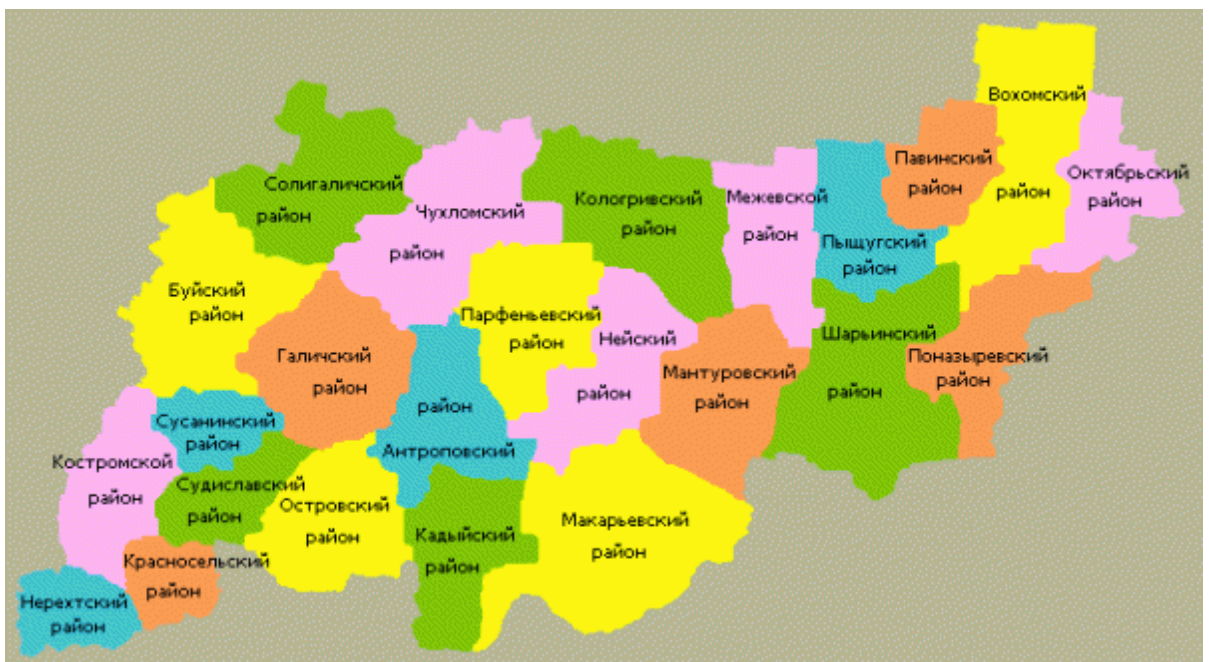 Вохомский
район
Павинский
район
Октябрьский
район
Солигаличский
район
Чухломский
район
Кологривский
район
Межевской
район
Пыщугский
район
Буйский
район
Парфеньевский
район
Нейский
район
Шарьинский
район
Поназыревский
район
Галичский
район
Мантуровский
район
район
Антроповский
Сусанинский
район
Костромской
район
Судиславский
район
Островский
район
Макарьевский
район
Кадыйский
район
Красносельский
район
Нерехтский
район